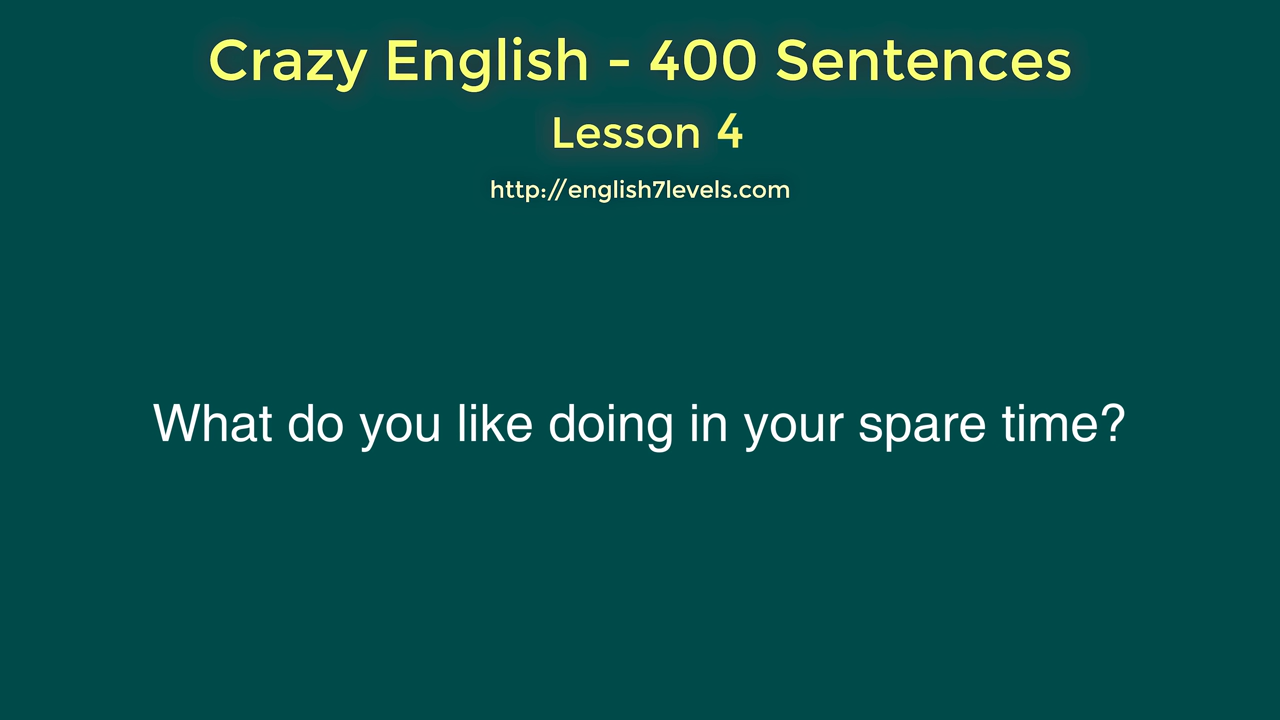 Crazy English - 400 Sentences
Lesson 4
http://english7levels.com
What do you like doing in your spare time?